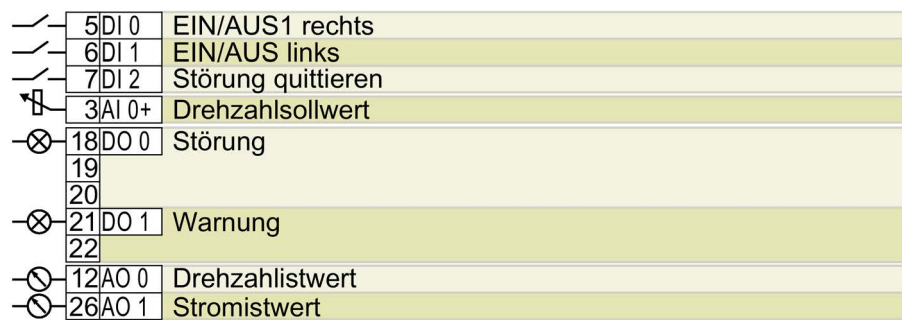 5 DI 0 EIN/AUS1 rechts
6 DI 1 EIN/AUS links
7 DI 2 Störung quittieren
3 AI 0+ Drehzahlsollwert
18 DO 0 Störung
19
20
21 DO 1 Warnung
22
12 AO 0 Drehzahlistwert
26 AO 1 Stromistwert